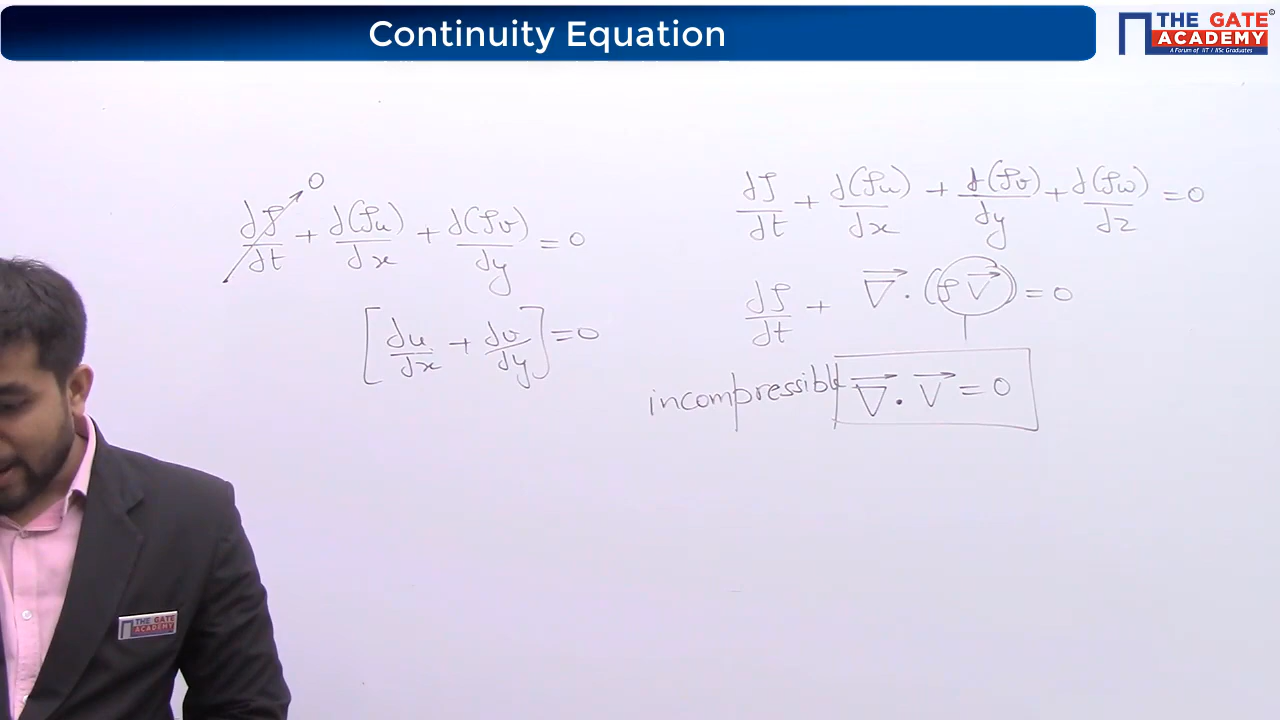 Continuity Equation
THE GATE
ACADEMY
A Forum of IIT / IISc Graduates
∂ρ/∂t → 0 + ∂(ρu)/∂x + ∂(ρv)/∂y = 0
[∂u/∂x + ∂v/∂y] = 0
∂ρ/∂t + ∂(ρu)/∂x + ∂(ρv)/∂y + ∂(ρw)/∂z = 0
∂ρ/∂t + ∇⃗ · (ρV⃗) = 0
incompressible ∇⃗ · V⃗ = 0
THE GATE
ACADEMY